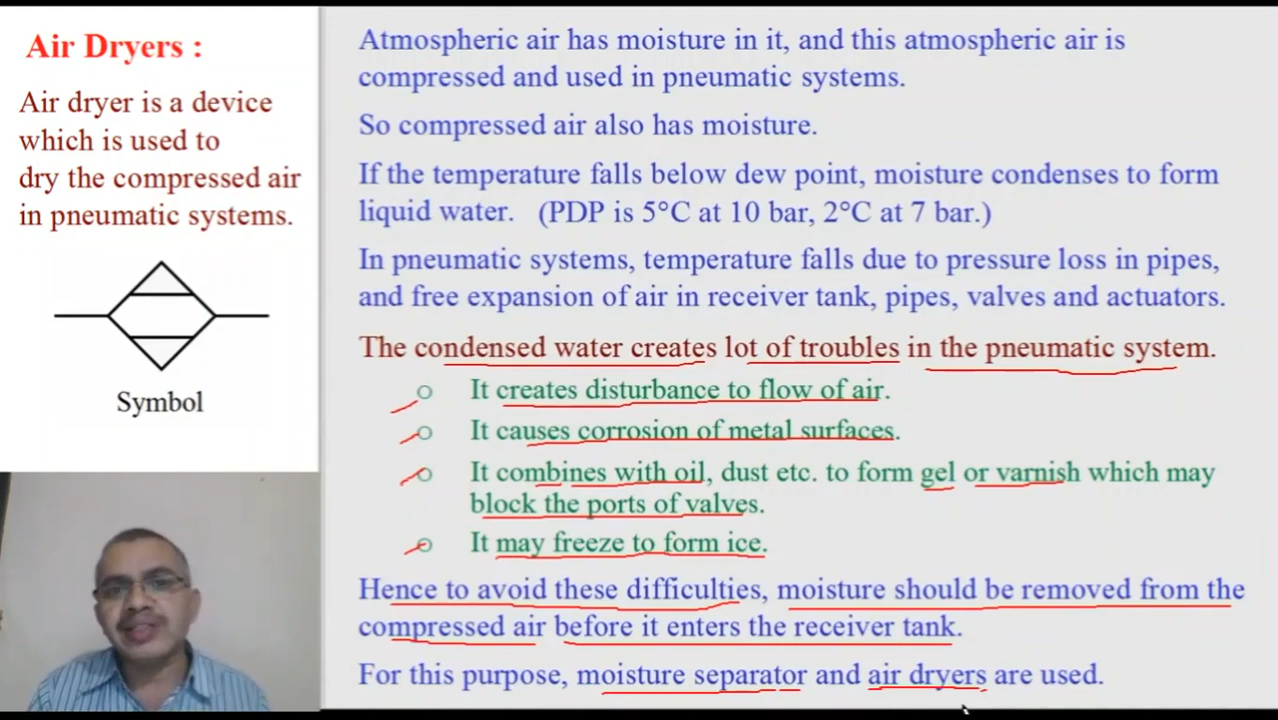 Air Dryers :
Air dryer is a device
which is used to
dry the compressed air
in pneumatic systems.
Symbol
Atmospheric air has moisture in it, and this atmospheric air is
compressed and used in pneumatic systems.
So compressed air also has moisture.
If the temperature falls below dew point, moisture condenses to form
liquid water. (PDP is 5°C at 10 bar, 2°C at 7 bar.)
In pneumatic systems, temperature falls due to pressure loss in pipes,
and free expansion of air in receiver tank, pipes, valves and actuators.
The condensed water creates lot of troubles in the pneumatic system.
It creates disturbance to flow of air.
It causes corrosion of metal surfaces.
It combines with oil, dust etc. to form gel or varnish which may
block the ports of valves.
It may freeze to form ice.
Hence to avoid these difficulties, moisture should be removed from the
compressed air before it enters the receiver tank.
For this purpose, moisture separator and air dryers are used.